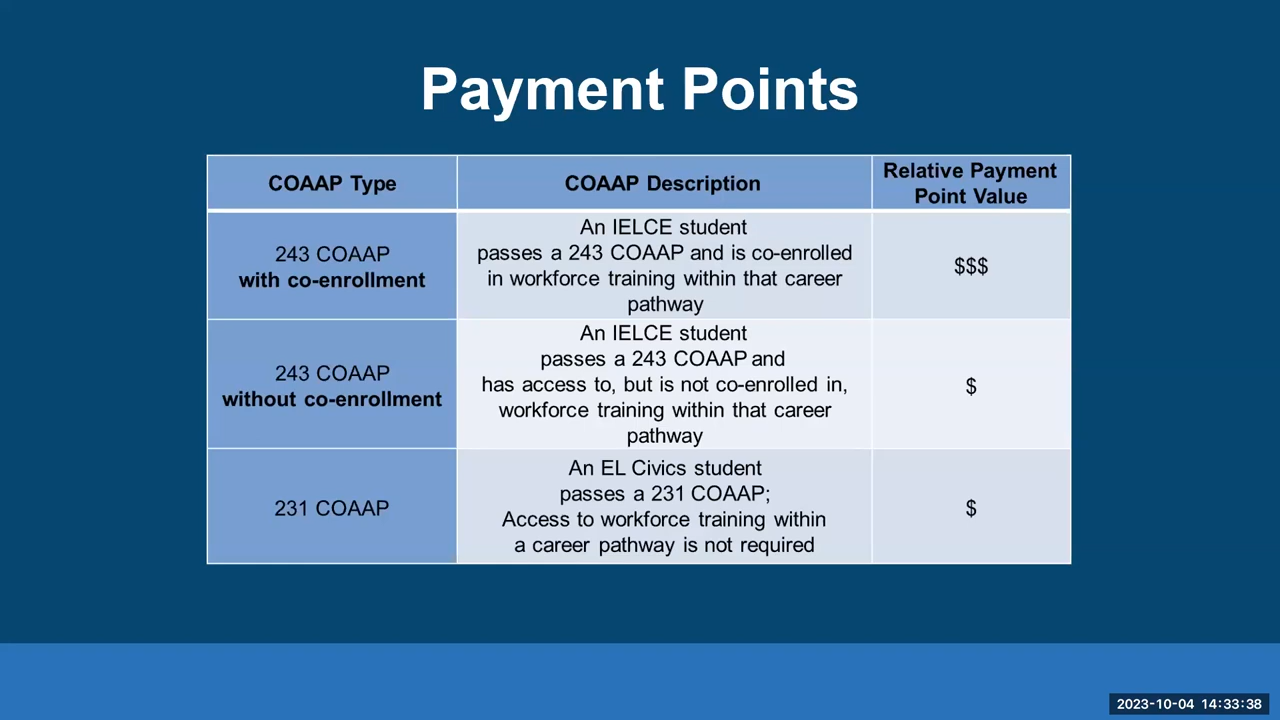 Payment Points
COAAP Type
COAAP Description
Relative Payment
Point Value
243 COAAP
with co-enrollment
An IELCE student
passes a 243 COAAP and is co-enrolled
in workforce training within that career
pathway
$$$
243 COAAP
without co-enrollment
An IELCE student
passes a 243 COAAP and
has access to, but is not co-enrolled in,
workforce training within that career
pathway
$
231 COAAP
An EL Civics student
passes a 231 COAAP;
Access to workforce training within
a career pathway is not required
$
2023-10-04 14:33:38